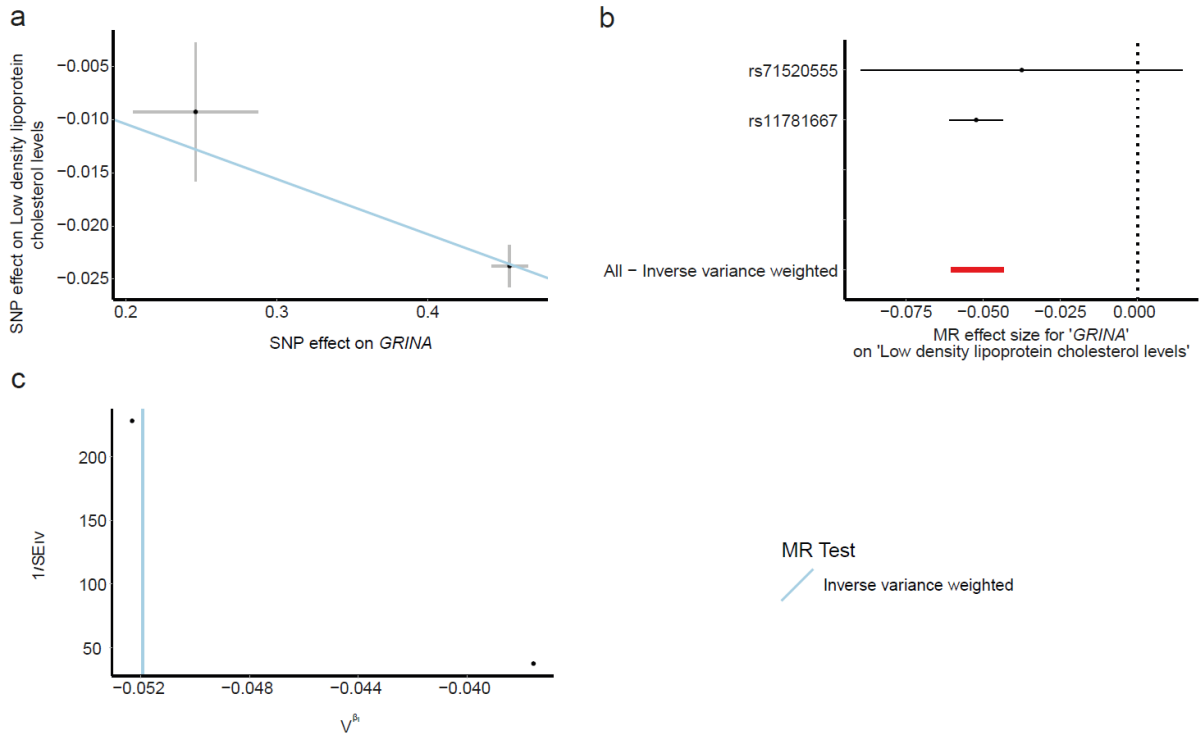 a
SNP effect on Low density lipoprotein
cholesterol levels
−0.005
−0.010
−0.015
−0.020
−0.025
0.2 0.3 0.4
SNP effect on GRINA
b
rs71520555
rs11781667
All − Inverse variance weighted
−0.075 −0.050 −0.025 0.000
MR effect size for 'GRINA'
on 'Low density lipoprotein cholesterol levels'
c
1/SEIV
200
150
100
50
−0.052 −0.048 −0.044 −0.040
MR Test
Inverse variance weighted